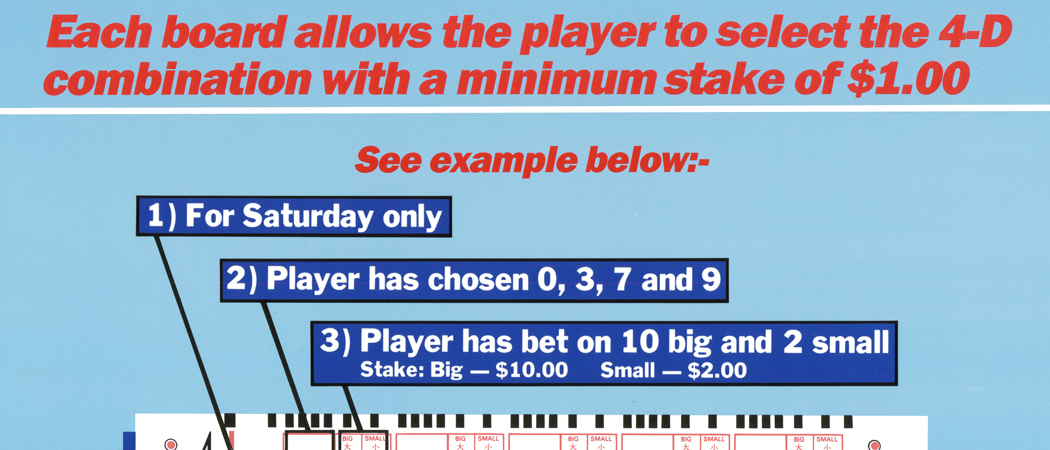 Each board allows the player to select the 4-D
combination with a minimum stake of $1.00
See example below:-
1) For Saturday only
2) Player has chosen 0, 3, 7 and 9
3) Player has bet on 10 big and 2 small
Stake: Big — $10.00 Small — $2.00
BIG SMALL BIG SMALL BIG SMALL BIG SMALL BIG SMALL
大 小 大 小 大 小 大 小 大 小